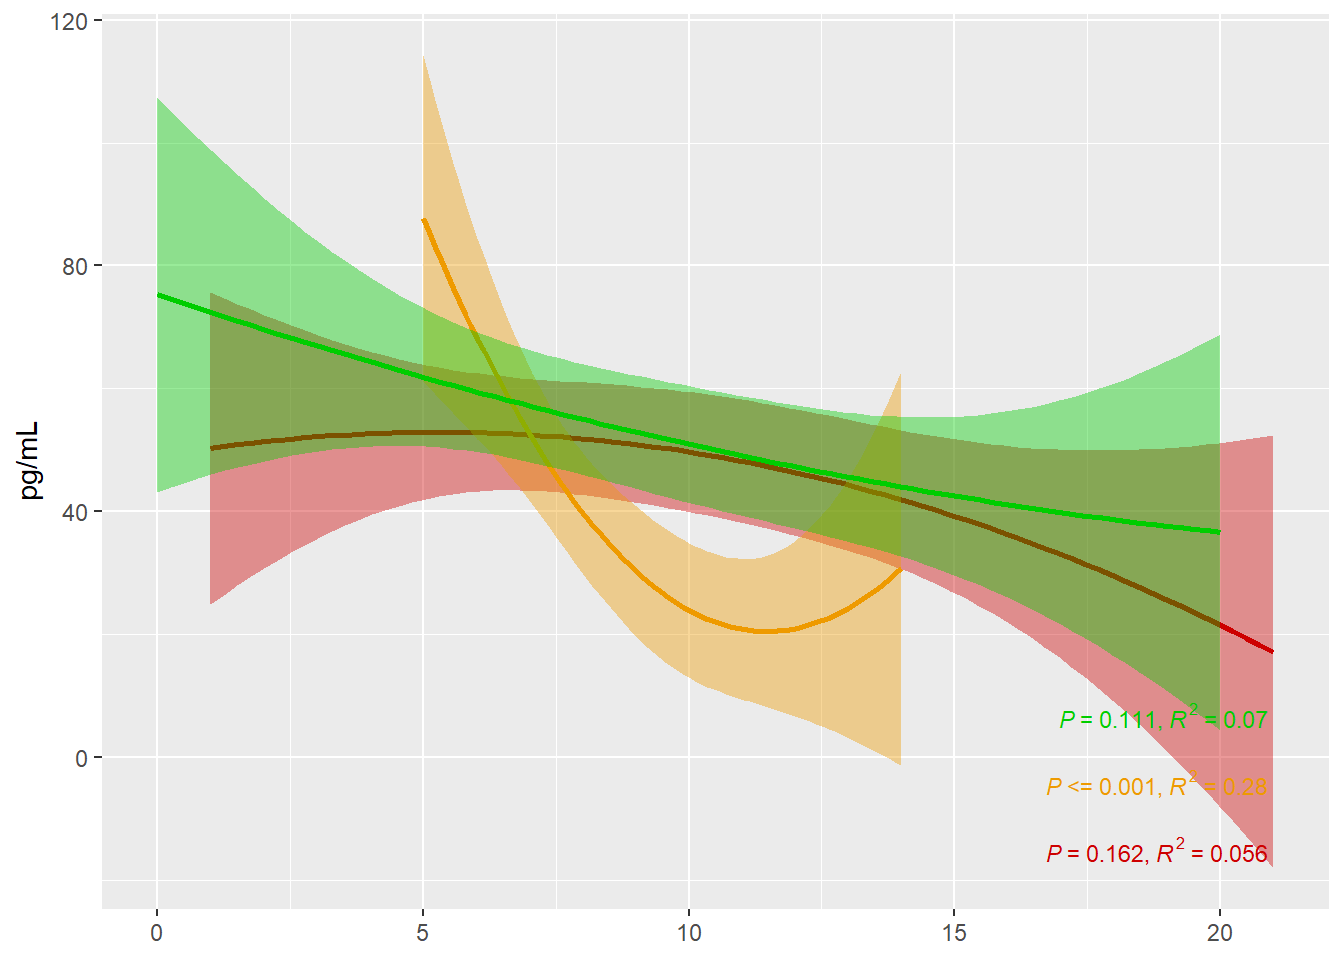 120
80
40
0
pg/mL
P = 0.111, R² = 0.07
P <= 0.001, R² = 0.28
P = 0.162, R² = 0.056
0 5 10 15 20